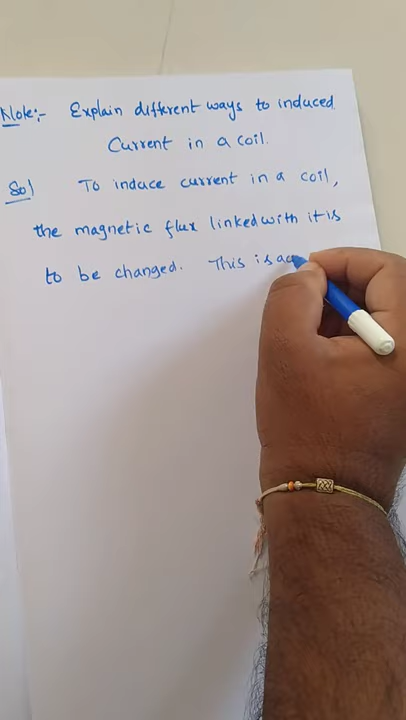 Note:- Explain different ways to induced
Current in a coil.
Sol To induce current in a coil,
the magnetic flux linked with it is
to be changed. This is